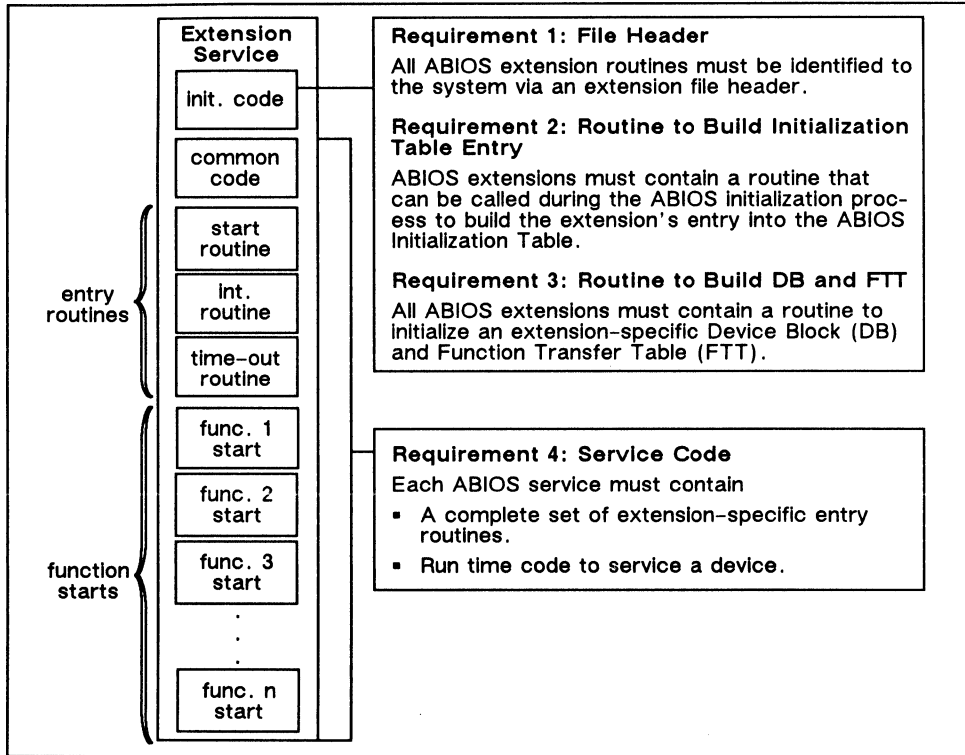 Extension
Service
init. code
common
code
start
routine
int.
routine
time-out
routine
func. 1
start
func. 2
start
func. 3
start
.
.
.
func. n
start
entry
routines
function
starts
Requirement 1: File Header
All ABIOS extension routines must be identified to
the system via an extension file header.
Requirement 2: Routine to Build Initialization
Table Entry
ABIOS extensions must contain a routine that
can be called during the ABIOS initialization proc-
ess to build the extension's entry into the ABIOS
Initialization Table.
Requirement 3: Routine to Build DB and FTT
All ABIOS extensions must contain a routine to
initialize an extension-specific Device Block (DB)
and Function Transfer Table (FTT).
Requirement 4: Service Code
Each ABIOS service must contain
▪ A complete set of extension-specific entry
routines.
▪ Run time code to service a device.